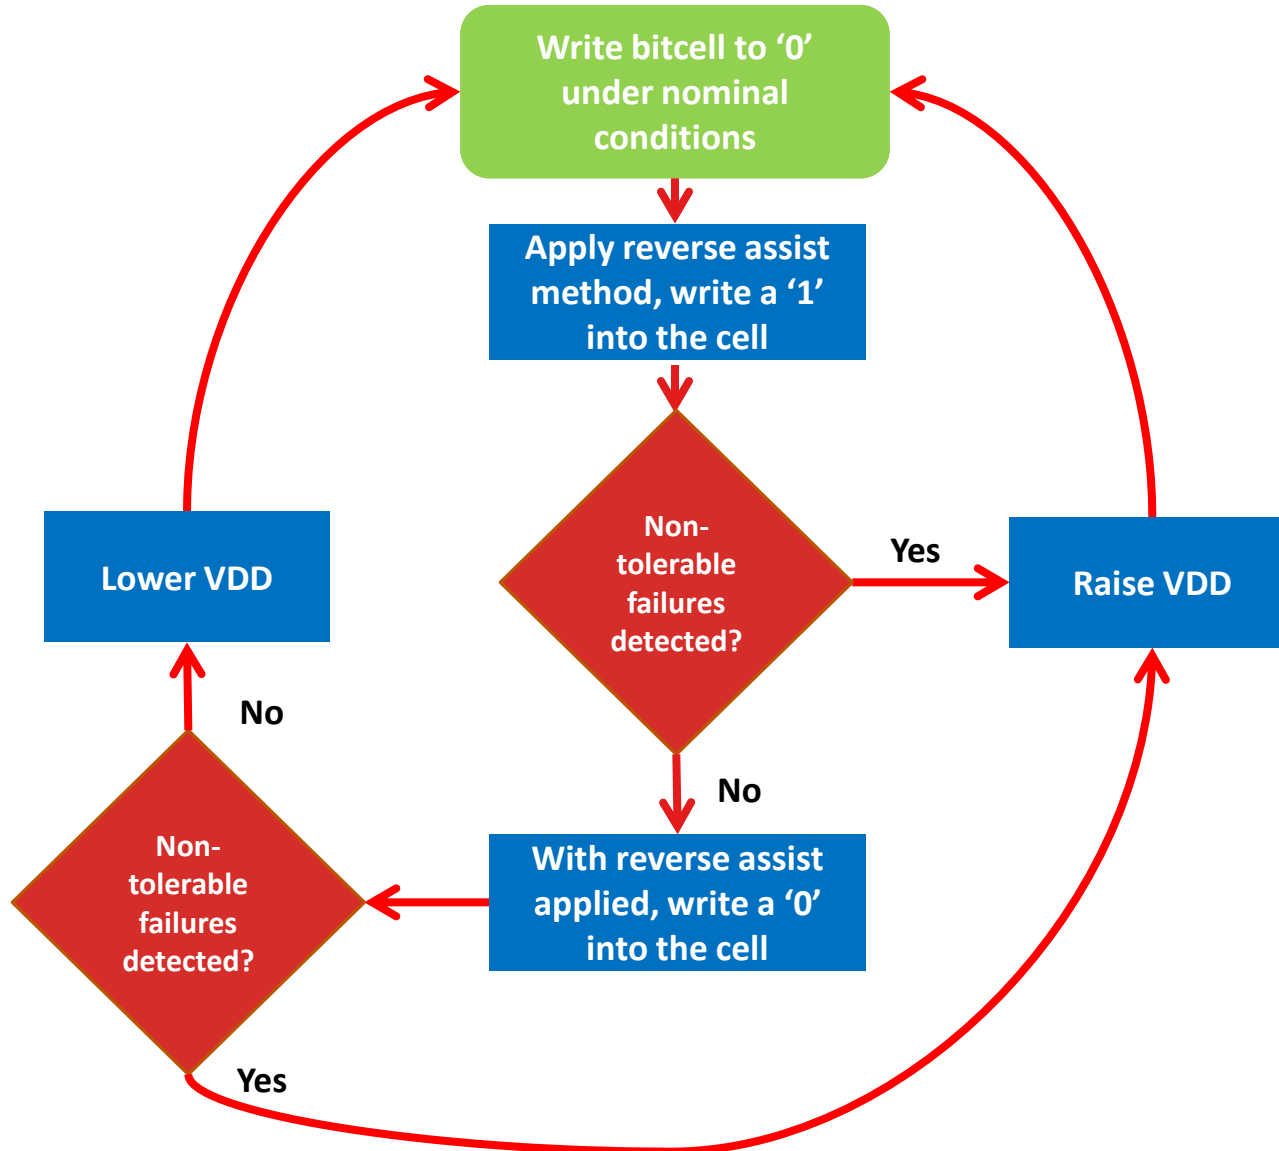 Write bitcell to ‘0’
under nominal
conditions
Apply reverse assist
method, write a ‘1’
into the cell
Non-
tolerable
failures
detected?
Yes
Raise VDD
Lower VDD
No
No
With reverse assist
applied, write a ‘0’
into the cell
Non-
tolerable
failures
detected?
Yes